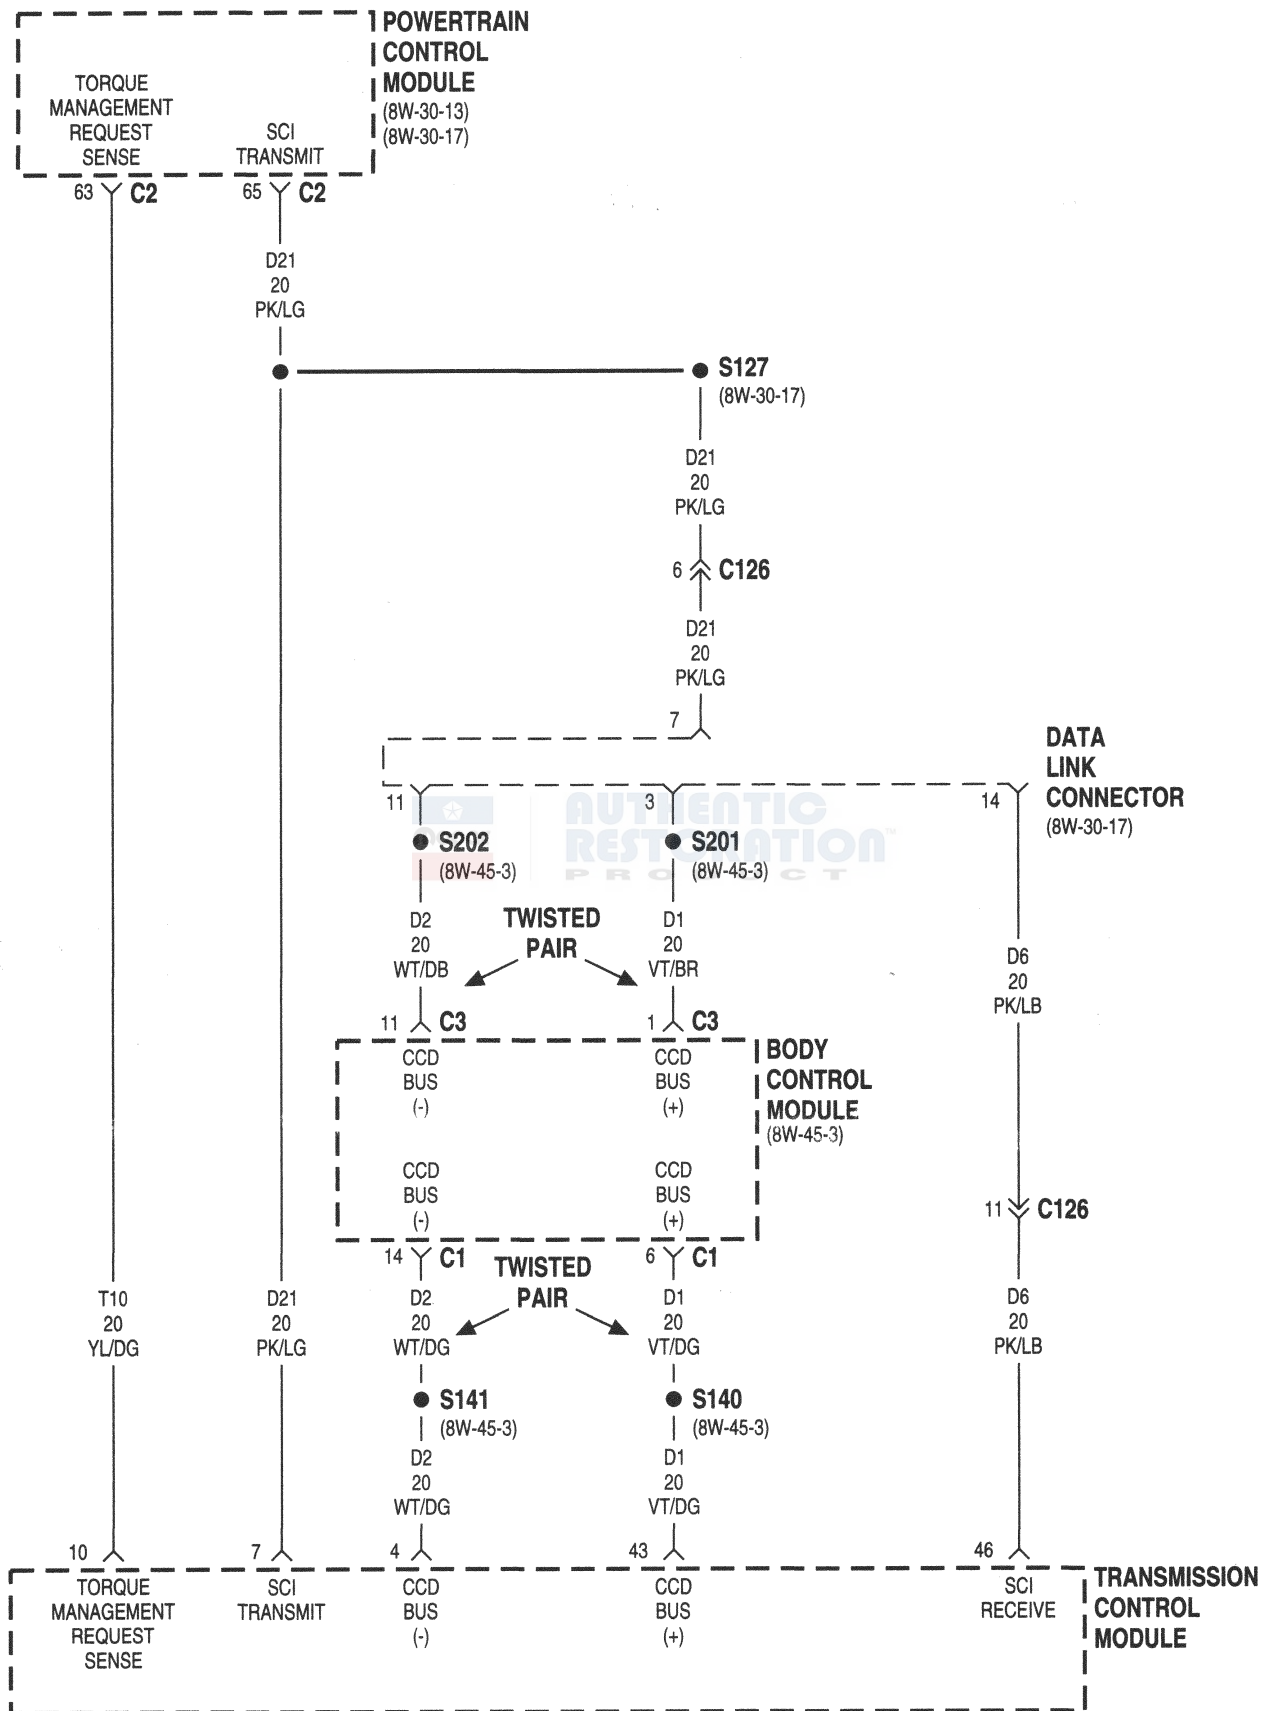 POWERTRAIN
CONTROL
MODULE
(8W-30-13)
(8W-30-17)
TORQUE
MANAGEMENT
REQUEST
SENSE
SCI
TRANSMIT
63 C2
65 C2
D21
20
PK/LG
S127
(8W-30-17)
D21
20
PK/LG
6 C126
D21
20
PK/LG
7
DATA
LINK
CONNECTOR
(8W-30-17)
11
3
14
AUTHENTIC
RESTORATION™
PROJECT
S202
(8W-45-3)
S201
(8W-45-3)
D2
20
WT/DB
TWISTED
PAIR
D1
20
VT/BR
D6
20
PK/LB
11 C3
1 C3
CCD
BUS
(-)
CCD
BUS
(+)
BODY
CONTROL
MODULE
(8W-45-3)
CCD
BUS
(-)
CCD
BUS
(+)
11 C126
14 C1
6 C1
TWISTED
PAIR
T10
20
YL/DG
D21
20
PK/LG
D2
20
WT/DG
D1
20
VT/DG
D6
20
PK/LB
S141
(8W-45-3)
S140
(8W-45-3)
D2
20
WT/DG
D1
20
VT/DG
10
7
4
43
46
TORQUE
MANAGEMENT
REQUEST
SENSE
SCI
TRANSMIT
CCD
BUS
(-)
CCD
BUS
(+)
SCI
RECEIVE
TRANSMISSION
CONTROL
MODULE